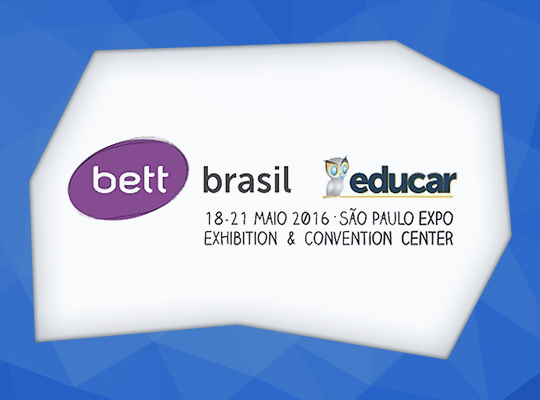 bett brasil educar
18-21 MAIO 2016 · SÃO PAULO EXPO
EXHIBITION & CONVENTION CENTER